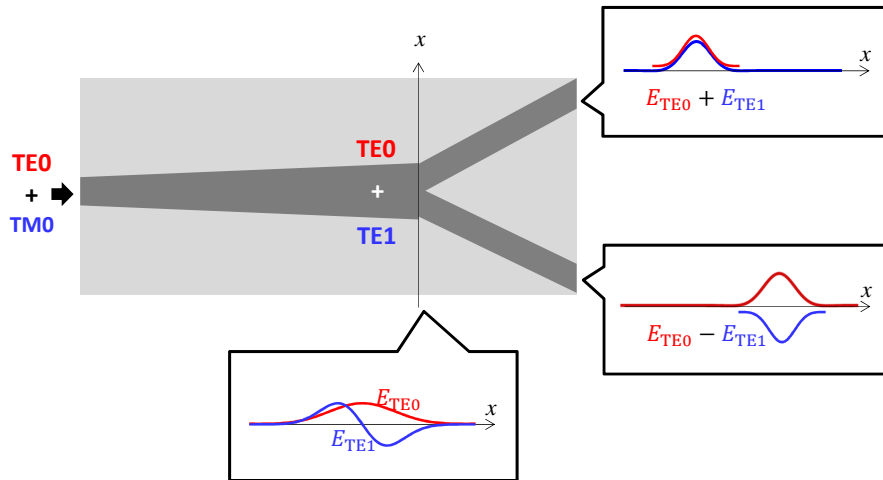 x
x
E_TE0 + E_TE1
TE0
+
TM0
TE0
+
TE1
x
E_TE0 − E_TE1
x
E_TE0
E_TE1